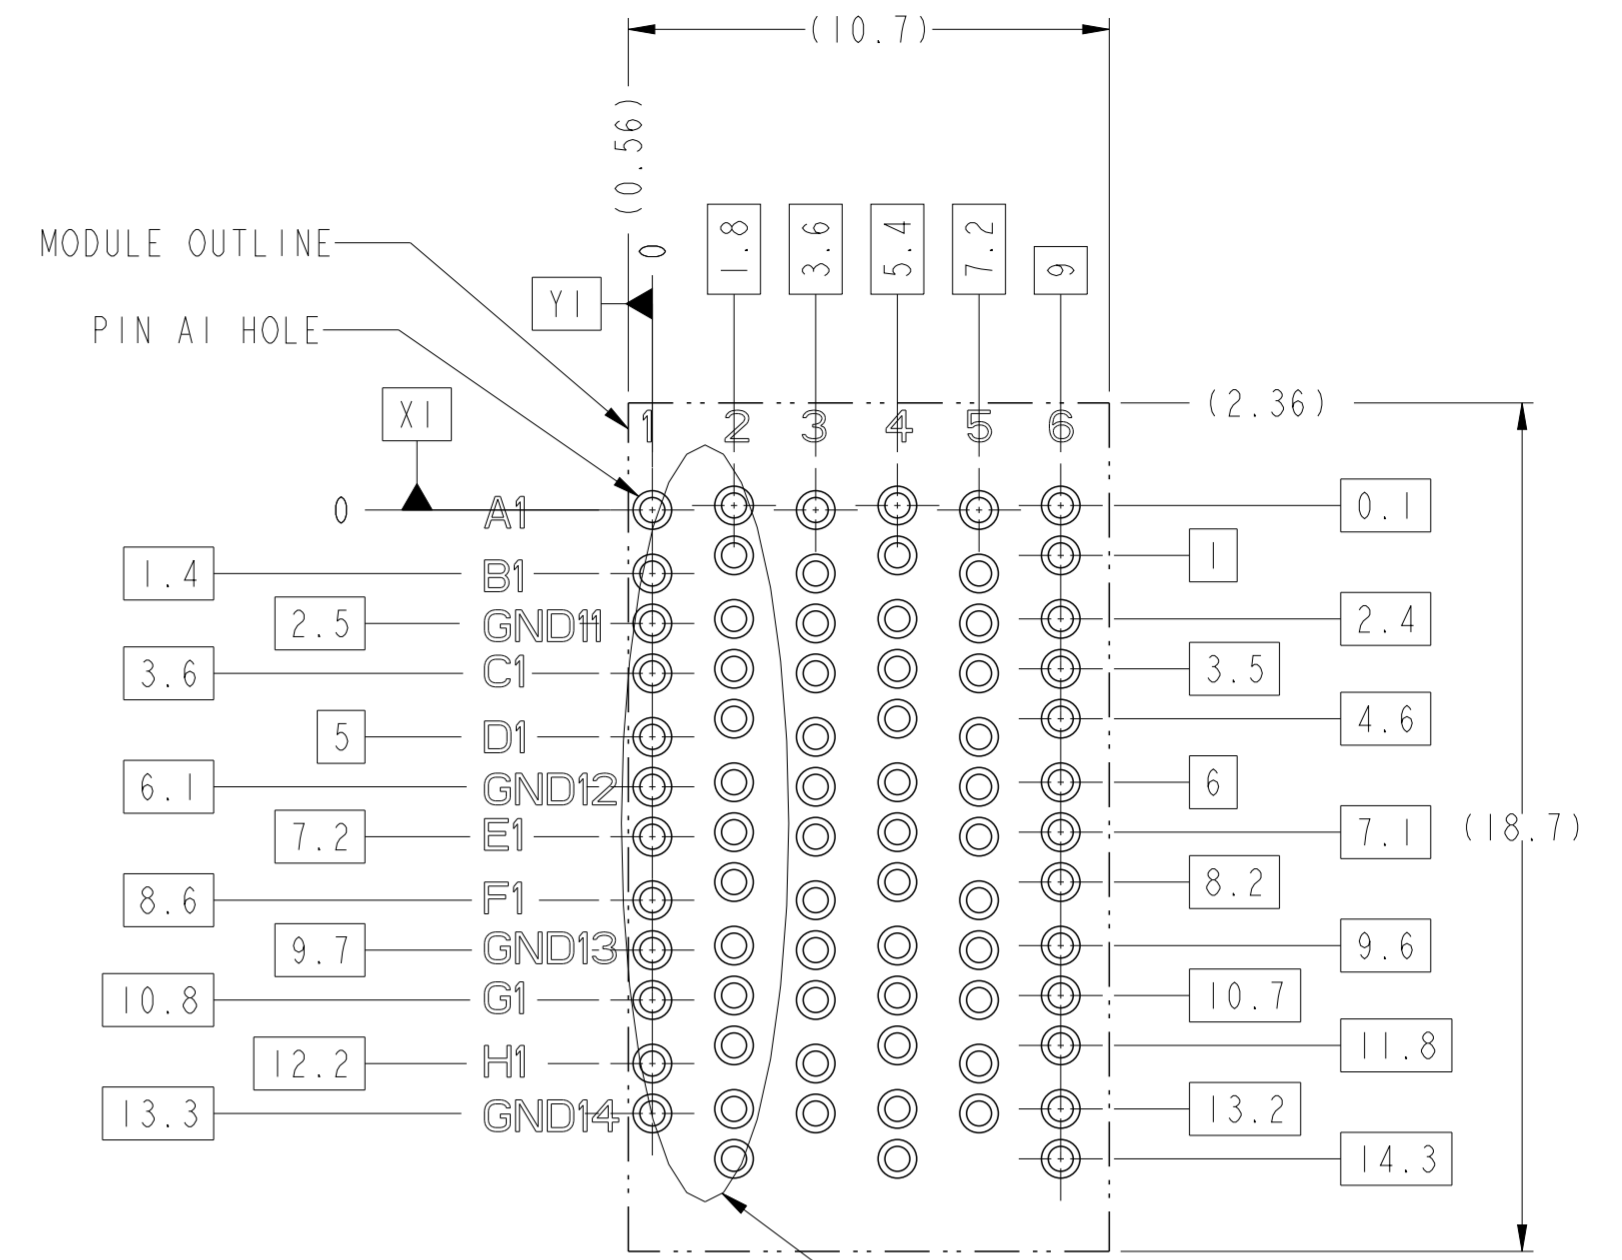 (10.7)
(0.56)
0
1.8
3.6
5.4
7.2
9
MODULE OUTLINE
Y1
PIN A1 HOLE
X1
(2.36)
1 2 3 4 5 6
0 A1 0.1
1
1.4 B1
2.5 GND11 2.4
3.6 C1 3.5
4.6
5 D1
6.1 GND12 6
7.2 E1 7.1
(18.7)
8.2
8.6 F1
9.7 GND13 9.6
10.8 G1 10.7
11.8
12.2 H1
13.3 GND14 13.2
14.3